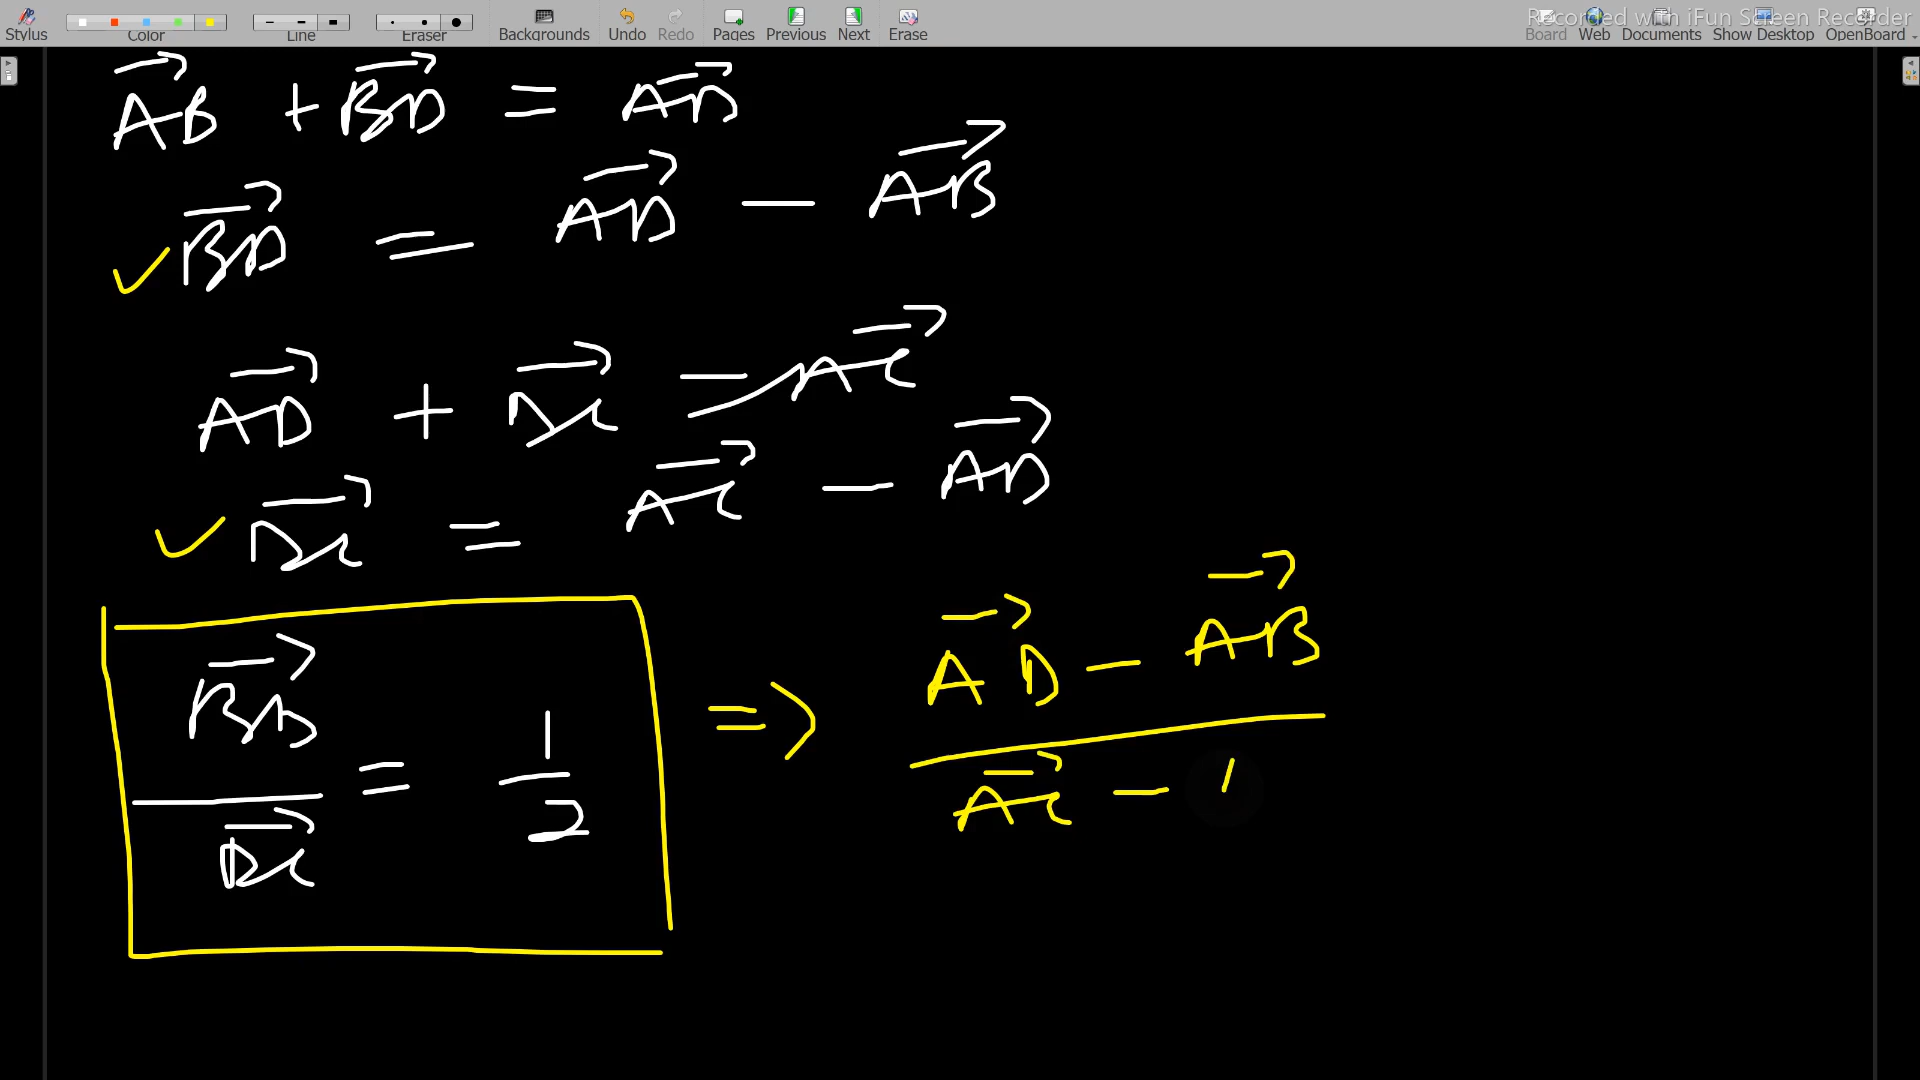 Recorded with iFun Screen Recorder
Stylus Color Line Eraser Backgrounds Undo Redo Pages Previous Next Erase Board Web Documents Show Desktop OpenBoard
AB + BD = AD
BD = AD - AB
AD + DC = AC
DC = AC - AD
BD/DC = 1/2 => AD - AB
AC -